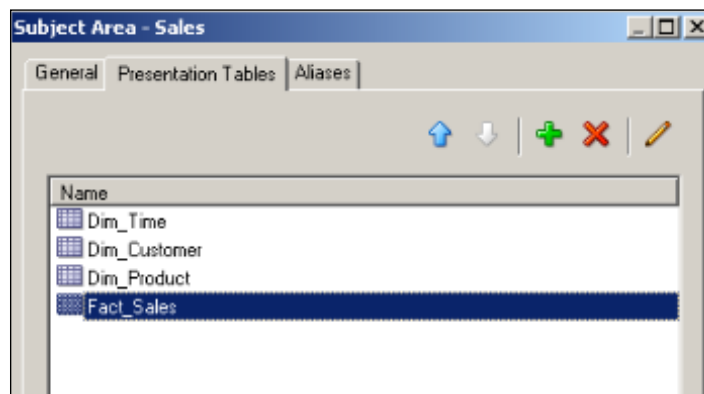 Subject Area - Sales
General Presentation Tables Aliases
Name
Dim_Time
Dim_Customer
Dim_Product
Fact_Sales